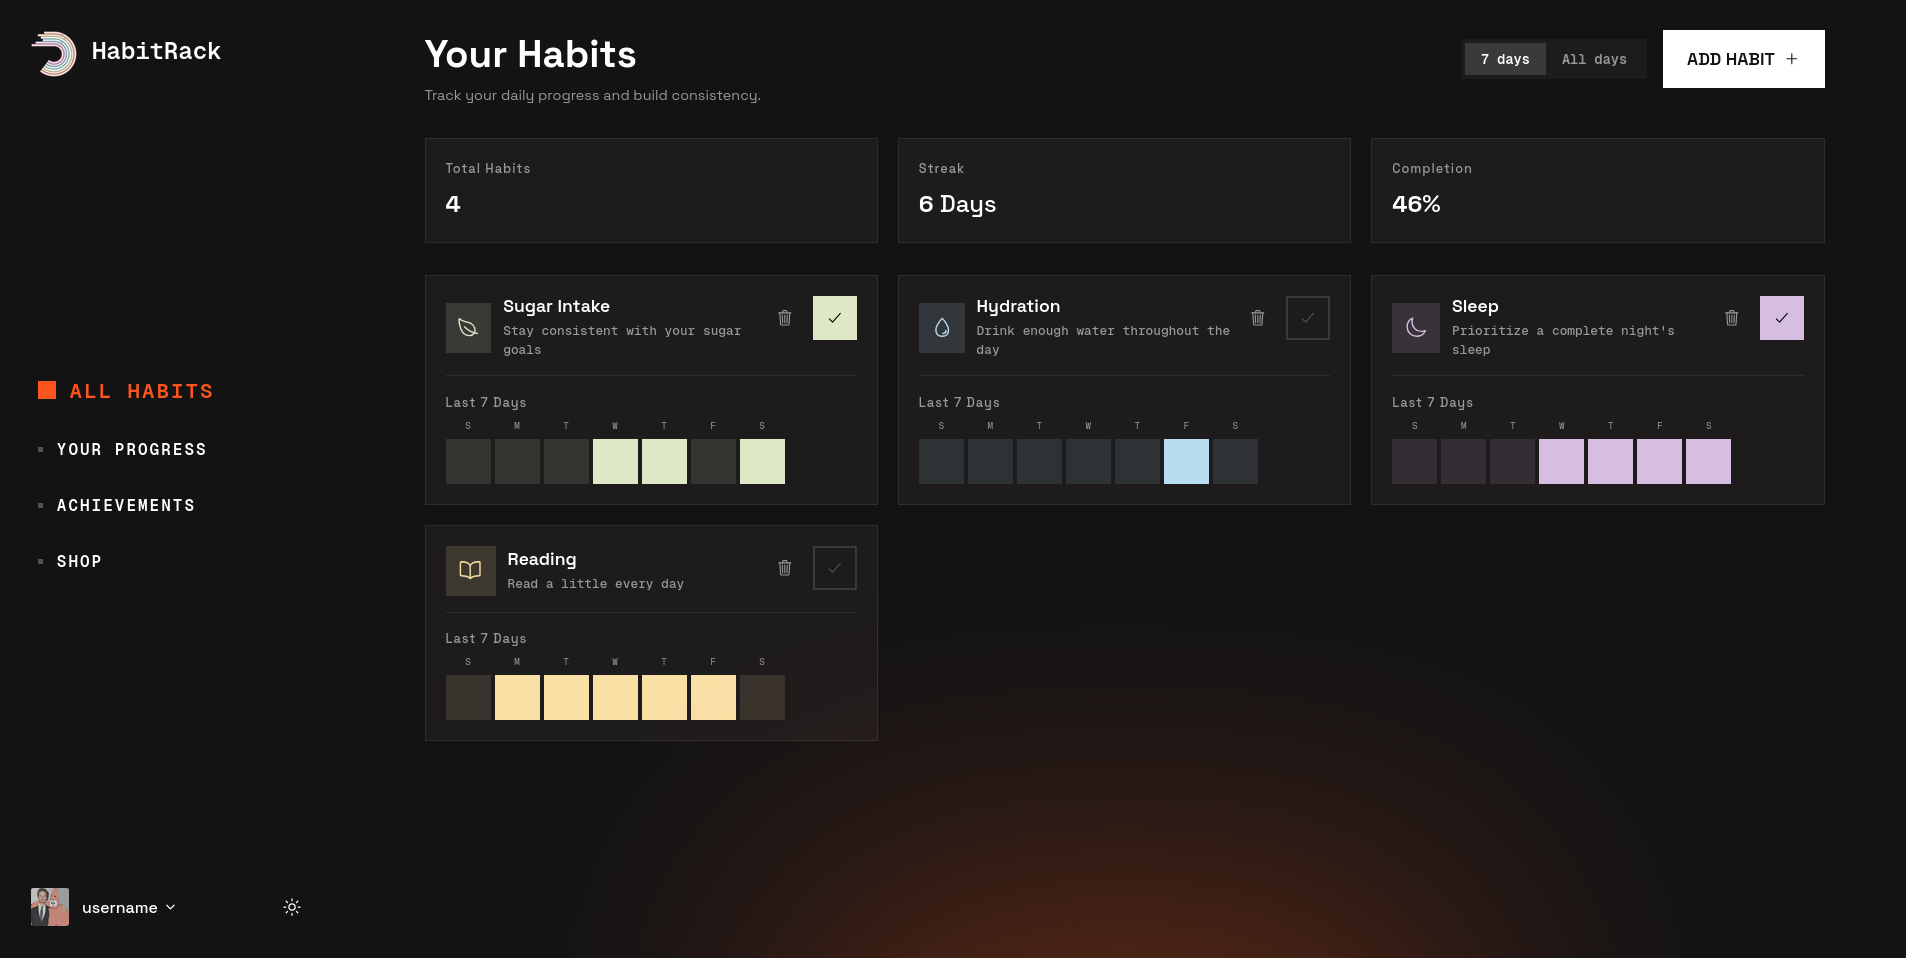 HabitRack
Your Habits
Track your daily progress and build consistency.
7 days
All days
ADD HABIT +
Total Habits
4
Streak
6 Days
Completion
46%
Sugar Intake
Stay consistent with your sugar
goals
Last 7 Days
S M T W T F S
Hydration
Drink enough water throughout the
day
Last 7 Days
S M T W T F S
Sleep
Prioritize a complete night's
sleep
Last 7 Days
S M T W T F S
Reading
Read a little every day
Last 7 Days
S M T W T F S
ALL HABITS
YOUR PROGRESS
ACHIEVEMENTS
SHOP
username